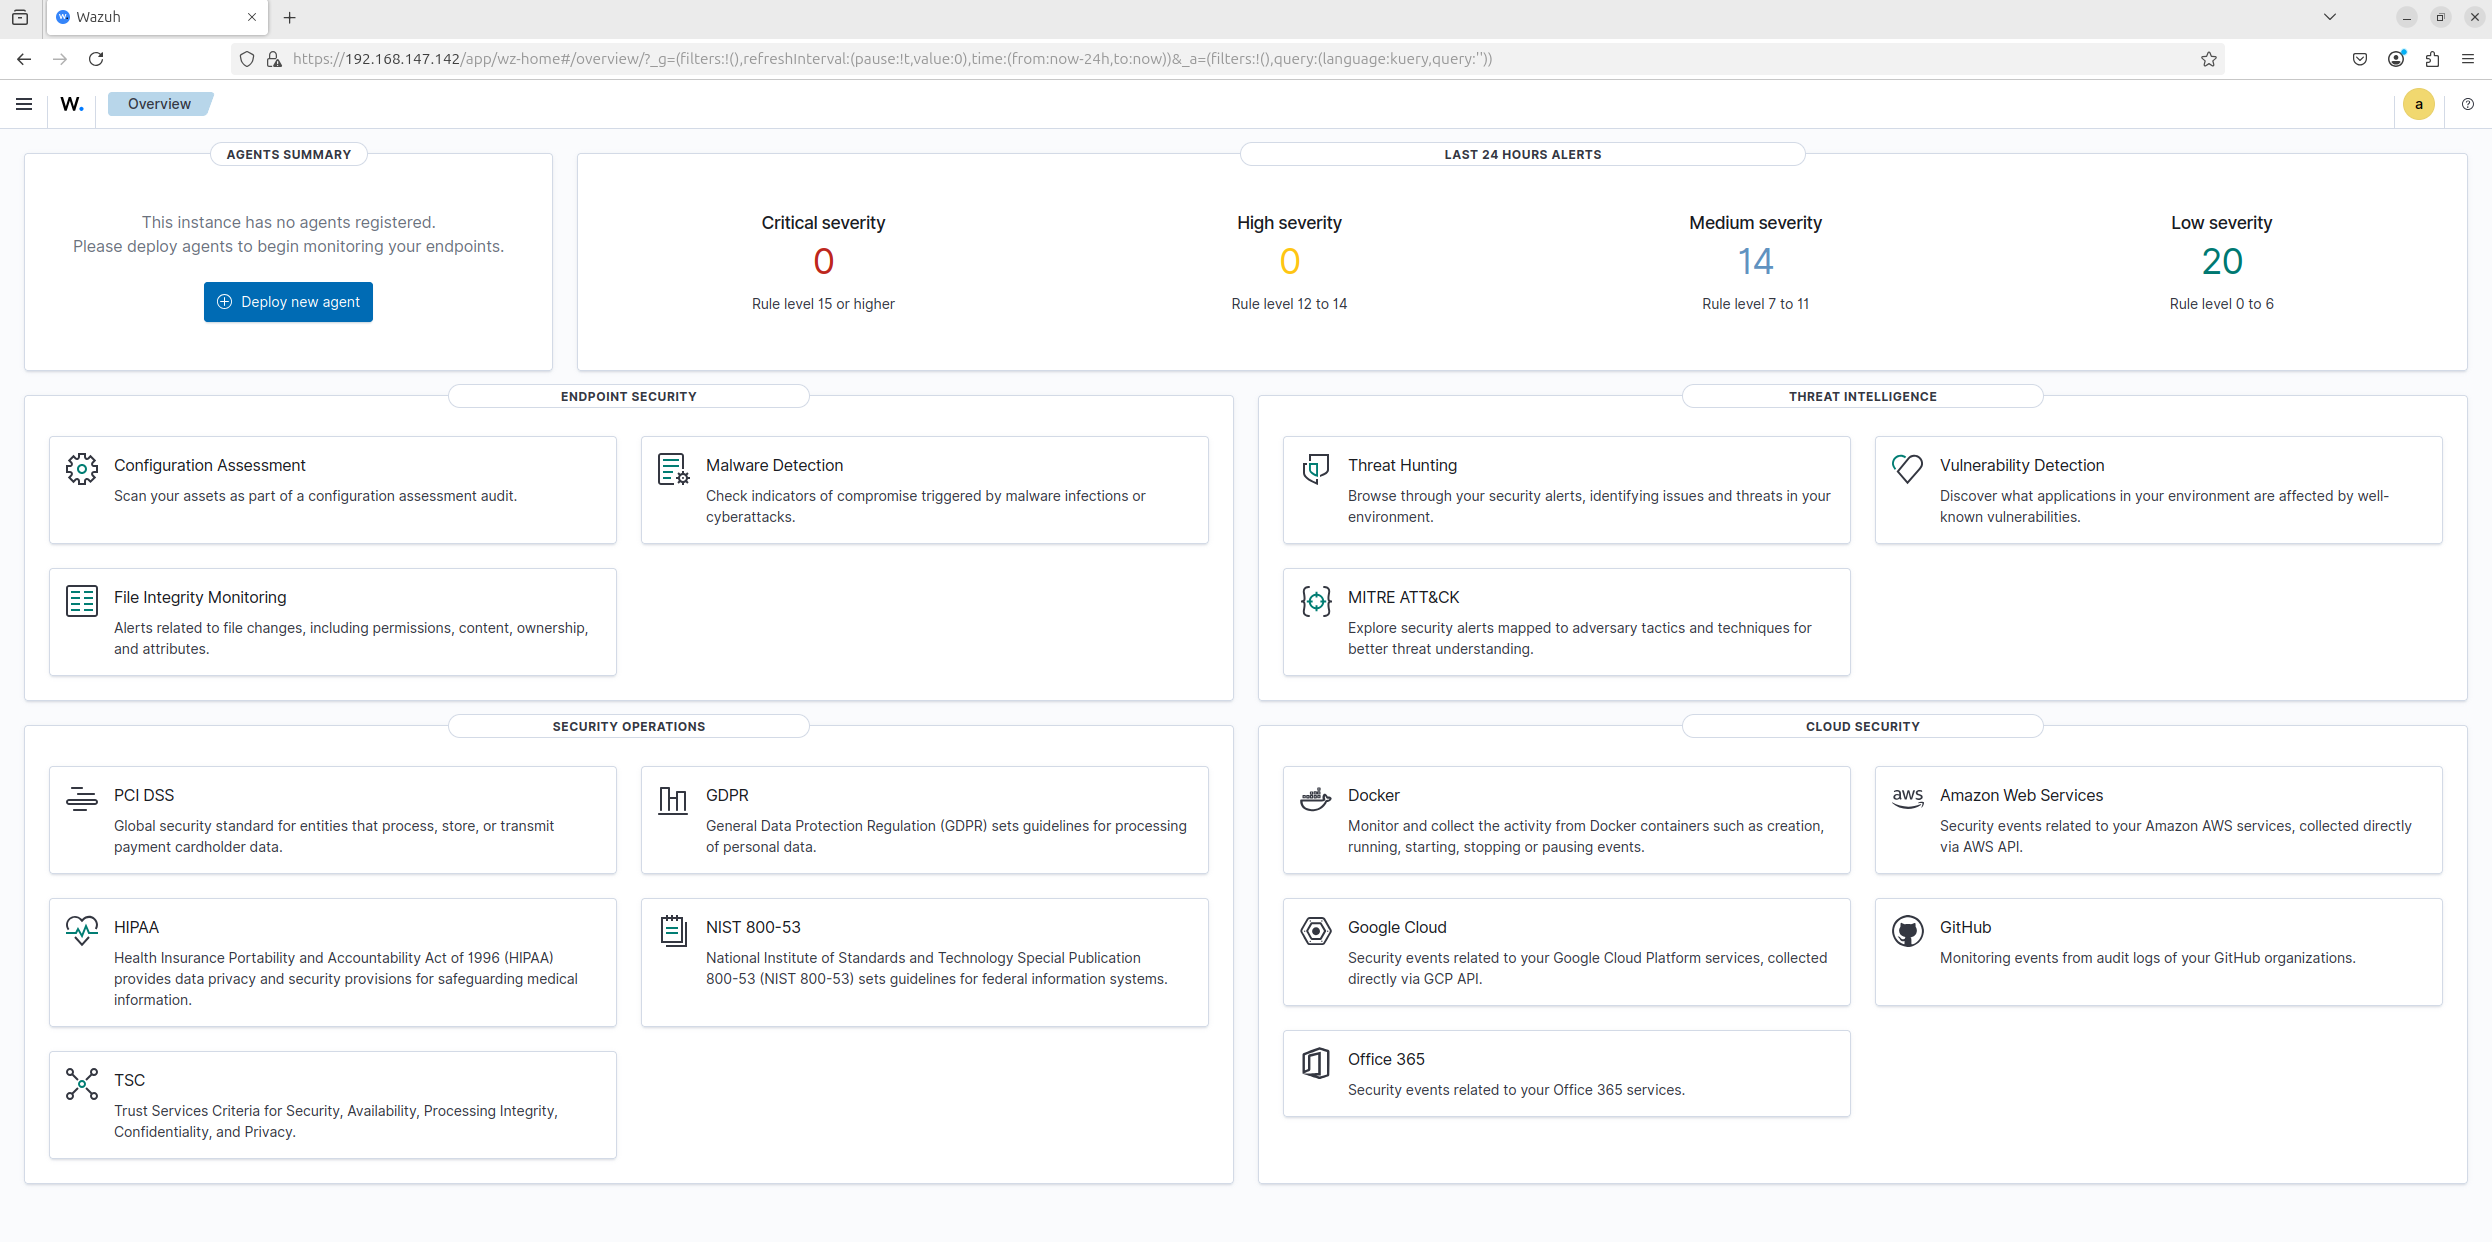 Wazuh
https://192.168.147.142/app/wz-home#/overview/?_g=(filters:!(),refreshInterval:(pause:!t,value:0),time:(from:now-24h,to:now))&_a=(filters:!(),query:(language:kuery,query:''))
W.
Overview
a
AGENTS SUMMARY
This instance has no agents registered.
Please deploy agents to begin monitoring your endpoints.
Deploy new agent
LAST 24 HOURS ALERTS
Critical severity
0
Rule level 15 or higher
High severity
0
Rule level 12 to 14
Medium severity
14
Rule level 7 to 11
Low severity
20
Rule level 0 to 6
ENDPOINT SECURITY
Configuration Assessment
Scan your assets as part of a configuration assessment audit.
Malware Detection
Check indicators of compromise triggered by malware infections or
cyberattacks.
File Integrity Monitoring
Alerts related to file changes, including permissions, content, ownership,
and attributes.
THREAT INTELLIGENCE
Threat Hunting
Browse through your security alerts, identifying issues and threats in your
environment.
Vulnerability Detection
Discover what applications in your environment are affected by well-
known vulnerabilities.
MITRE ATT&CK
Explore security alerts mapped to adversary tactics and techniques for
better threat understanding.
SECURITY OPERATIONS
PCI DSS
Global security standard for entities that process, store, or transmit
payment cardholder data.
GDPR
General Data Protection Regulation (GDPR) sets guidelines for processing
of personal data.
HIPAA
Health Insurance Portability and Accountability Act of 1996 (HIPAA)
provides data privacy and security provisions for safeguarding medical
information.
NIST 800-53
National Institute of Standards and Technology Special Publication
800-53 (NIST 800-53) sets guidelines for federal information systems.
TSC
Trust Services Criteria for Security, Availability, Processing Integrity,
Confidentiality, and Privacy.
CLOUD SECURITY
Docker
Monitor and collect the activity from Docker containers such as creation,
running, starting, stopping or pausing events.
aws
Amazon Web Services
Security events related to your Amazon AWS services, collected directly
via AWS API.
Google Cloud
Security events related to your Google Cloud Platform services, collected
directly via GCP API.
GitHub
Monitoring events from audit logs of your GitHub organizations.
Office 365
Security events related to your Office 365 services.